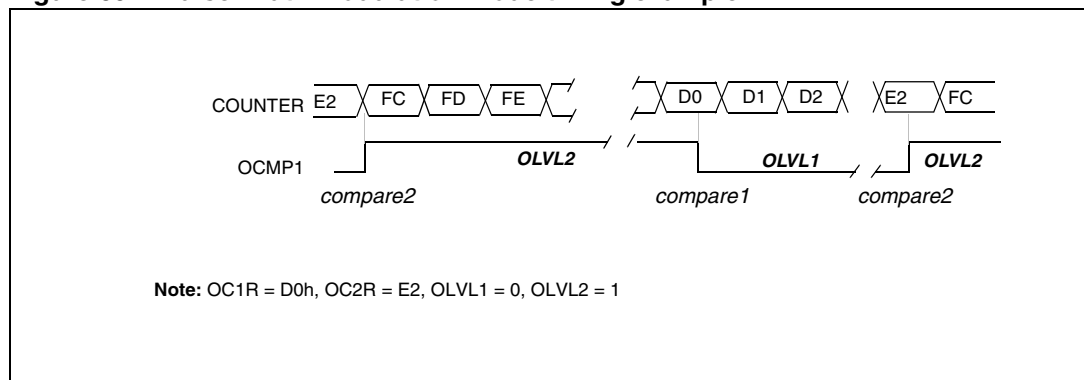 COUNTER E2 FC FD FE D0 D1 D2 E2 FC
OCMP1 OLVL2 OLVL1 OLVL2
compare2 compare1 compare2
Note: OC1R = D0h, OC2R = E2, OLVL1 = 0, OLVL2 = 1